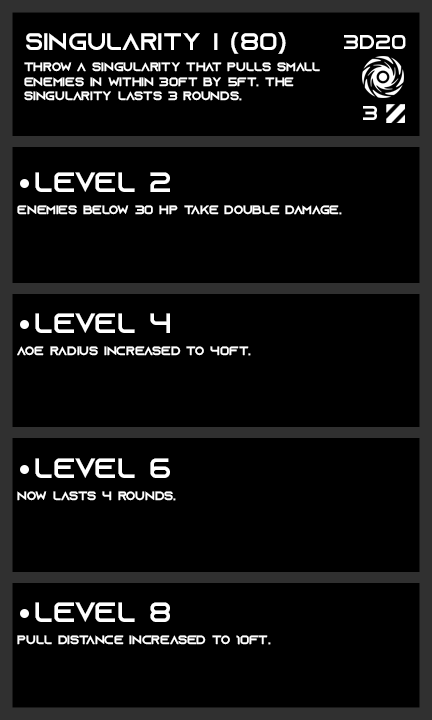 SINGULARITY I (80)
3D20
THROW A SINGULARITY THAT PULLS SMALL
ENEMIES IN WITHIN 30FT BY 5FT. THE
SINGULARITY LASTS 3 ROUNDS.
3
•LEVEL 2
ENEMIES BELOW 30 HP TAKE DOUBLE DAMAGE.
•LEVEL 4
AOE RADIUS INCREASED TO 40FT.
•LEVEL 6
NOW LASTS 4 ROUNDS.
•LEVEL 8
PULL DISTANCE INCREASED TO 10FT.